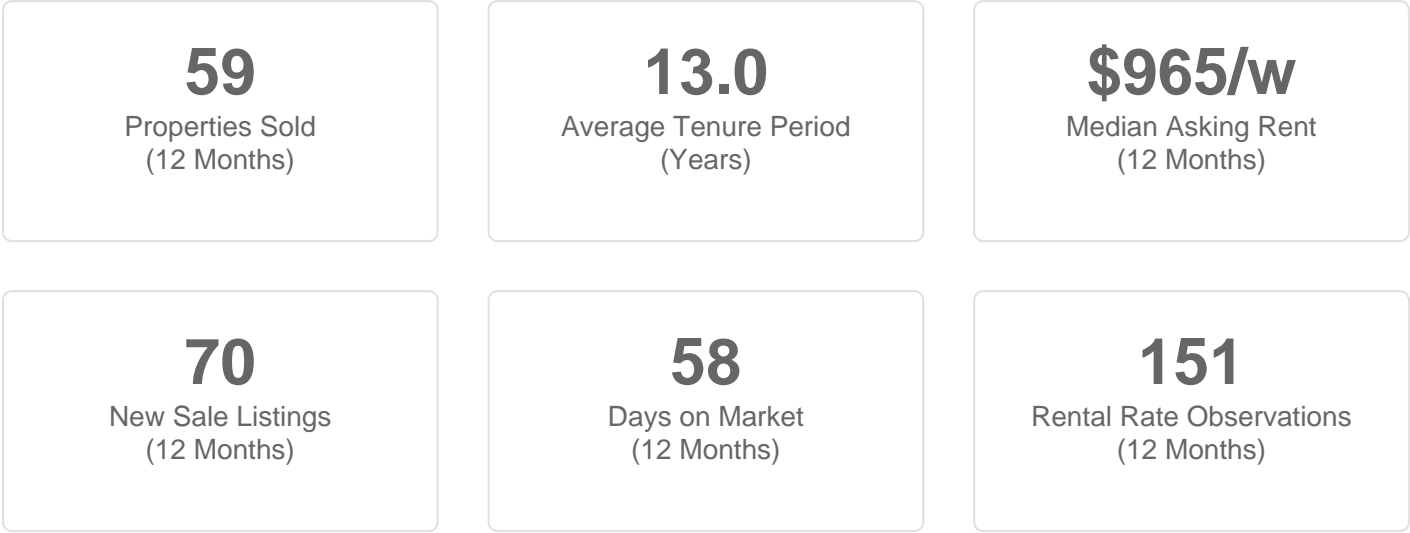 59
Properties Sold
(12 Months)
13.0
Average Tenure Period
(Years)
$965/w
Median Asking Rent
(12 Months)
70
New Sale Listings
(12 Months)
58
Days on Market
(12 Months)
151
Rental Rate Observations
(12 Months)